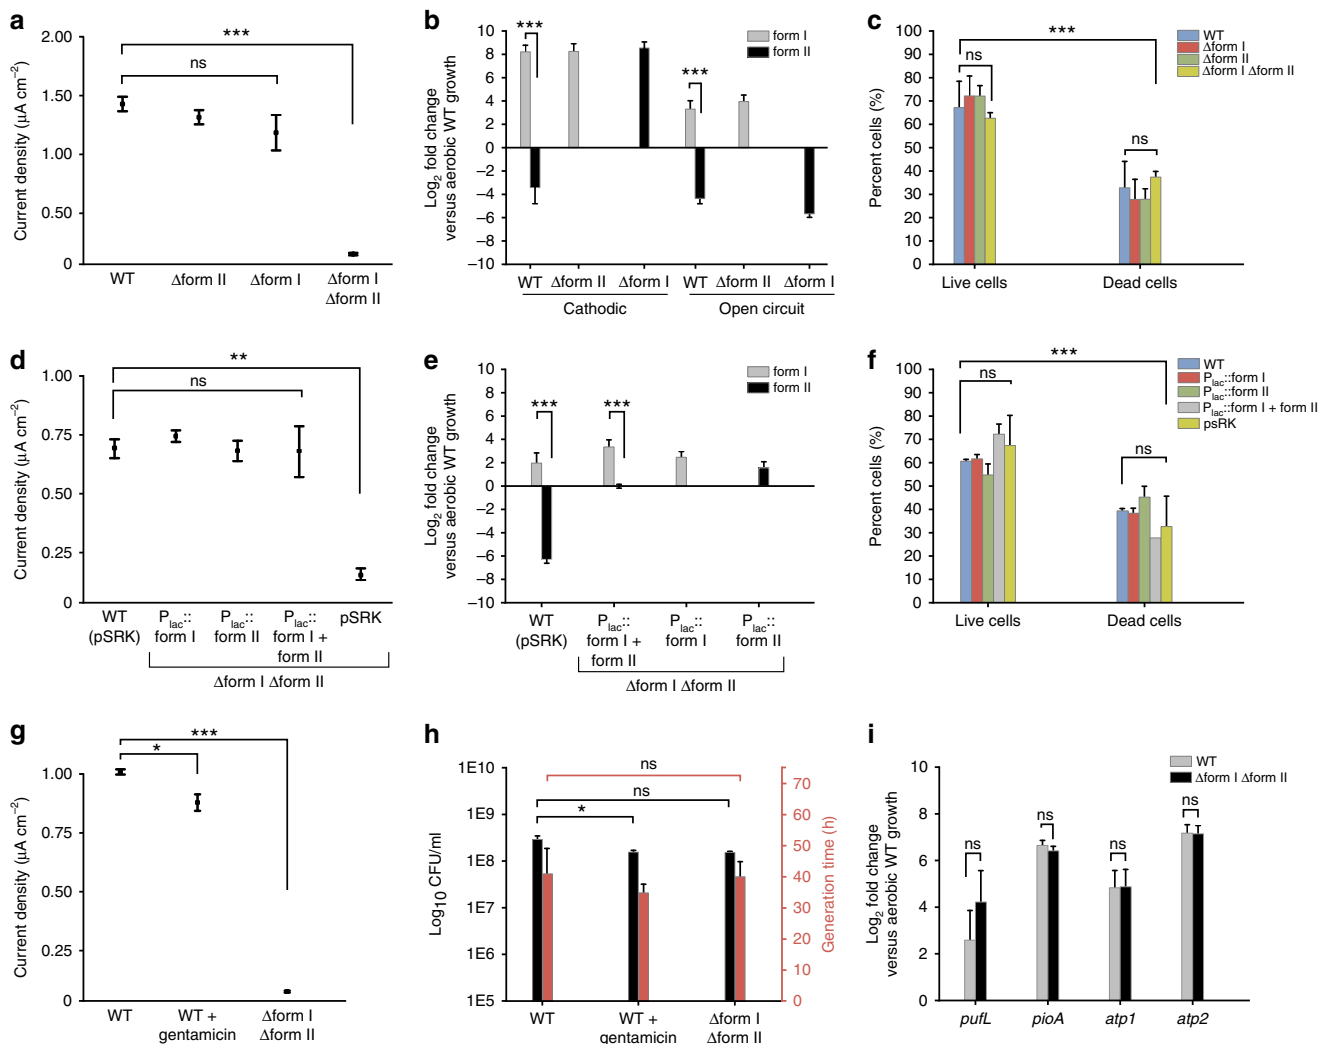 a
2.00
1.50
1.00
0.50
0
Current density (µA cm−2)
***
ns
WT
Δform II
Δform I
Δform I
Δform II
b
10
8
6
4
2
0
−2
−4
−6
−8
−10
Log2 fold change
versus aerobic WT growth
***
***
form I
form II
WT
Δform II
Δform I
WT
Δform II
Δform I
Cathodic
Open circuit
c
100
90
80
70
60
50
40
30
20
10
0
Percent cells (%)
***
ns
ns
WT
Δform I
Δform II
Δform I Δform II
Live cells
Dead cells
d
1.00
0.75
0.50
0.25
0
Current density (µA cm−2)
**
ns
WT
(pSRK)
Plac::
form I
Plac::
form II
Plac::
form I +
form II
pSRK
Δform I Δform II
e
10
8
6
4
2
0
−2
−4
−6
−8
−10
Log2 fold change
versus aerobic WT growth
***
***
form I
form II
WT
(pSRK)
Plac::
form I +
form II
Plac::
form I
Plac::
form II
Δform I Δform II
f
100
90
80
70
60
50
40
30
20
10
0
Percent cells (%)
***
ns
ns
WT
Plac::form I
Plac::form II
Plac::form I + form II
psRK
Live cells
Dead cells
g
1.00
0.75
0.50
0.25
0
Current density (µA cm−2)
***
*
WT
WT +
gentamicin
Δform I
Δform II
h
1E10
1E9
1E8
1E7
1E6
1E5
Log10 CFU/ml
ns
ns
*
70
60
50
40
30
20
10
0
Generation time (h)
WT
WT +
gentamicin
Δform I
Δform II
i
10
8
6
4
2
0
Log2 fold change
versus aerobic WT growth
WT
Δform I Δform II
ns
ns
ns
ns
pufL
pioA
atp1
atp2